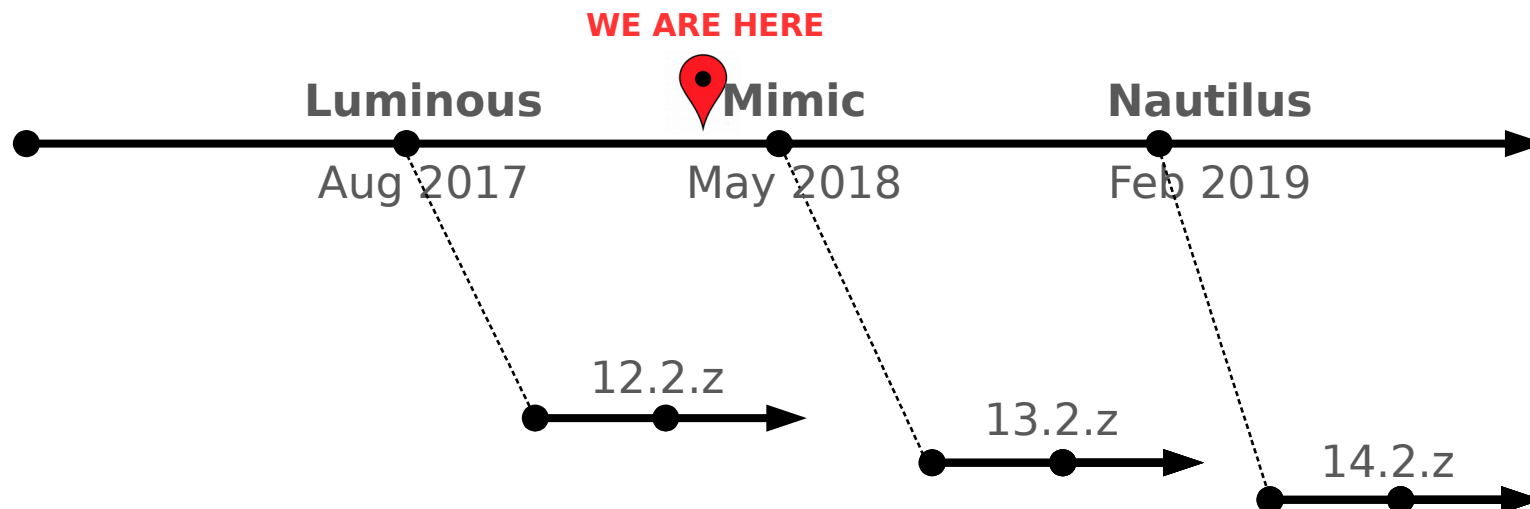 WE ARE HERE
Luminous
Mimic
Nautilus
Aug 2017
May 2018
Feb 2019
12.2.z
13.2.z
14.2.z